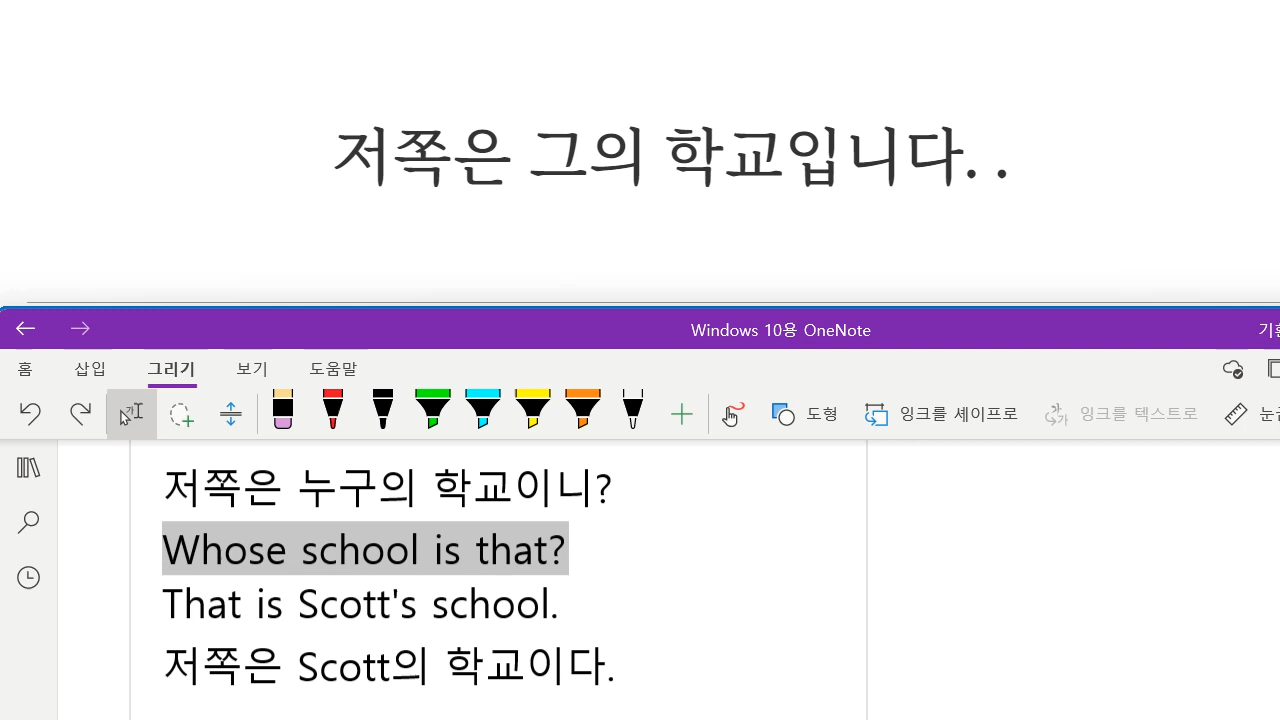 저쪽은 그의 학교입니다. .
Windows 10용 OneNote
홈 삽입 그리기 보기 도움말
도형 잉크를 셰이프로 잉크를 텍스트로
저쪽은 누구의 학교이니?
Whose school is that?
That is Scott's school.
저쪽은 Scott의 학교이다.